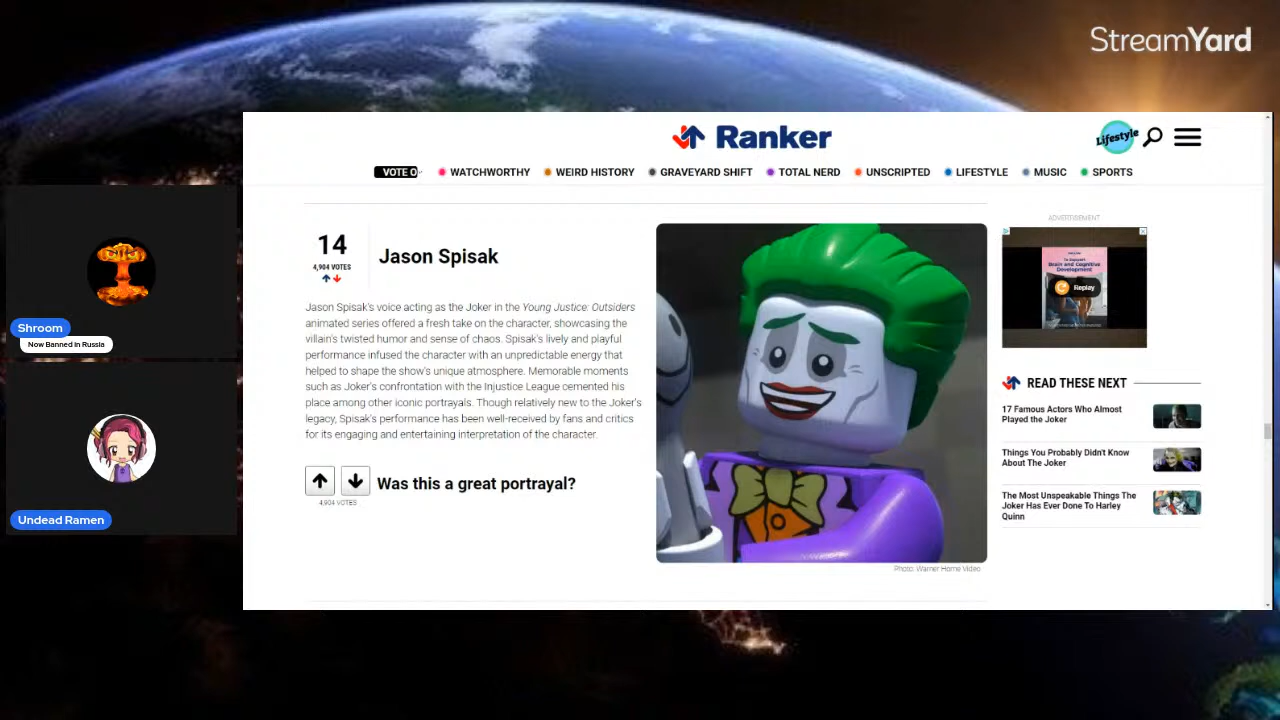 StreamYard
Ranker
Lifestyle
VOTE O
WATCHWORTHY
WEIRD HISTORY
GRAVEYARD SHIFT
TOTAL NERD
UNSCRIPTED
LIFESTYLE
MUSIC
SPORTS
14
4,904 VOTES
Jason Spisak
Jason Spisak's voice acting as the Joker in the Young Justice: Outsiders
animated series offered a fresh take on the character, showcasing the
villain's twisted humor and sense of chaos. Spisak's lively and playful
performance infused the character with an unpredictable energy that
helped to shape the show's unique atmosphere. Memorable moments
such as Joker's confrontation with the Injustice League cemented his
place among other iconic portrayals. Though relatively new to the Joker's
legacy, Spisak's performance has been well-received by fans and critics
for its engaging and entertaining interpretation of the character.
Was this a great portrayal?
4,904 VOTES
Photo: Warner Home Video
ADVERTISEMENT
Brain and Cognitive
Development
Replay
READ THESE NEXT
17 Famous Actors Who Almost
Played the Joker
Things You Probably Didn't Know
About The Joker
The Most Unspeakable Things The
Joker Has Ever Done To Harley
Quinn
Shroom
Now Banned in Russia
Undead Ramen